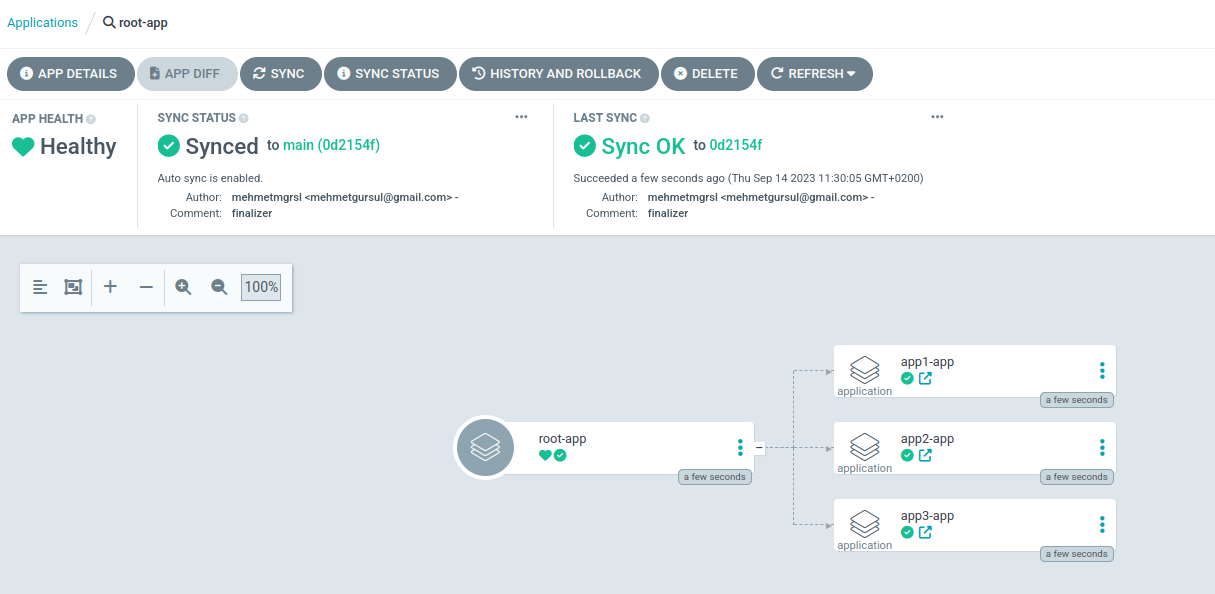 Applications / root-app
APP DETAILS APP DIFF SYNC SYNC STATUS HISTORY AND ROLLBACK DELETE REFRESH
APP HEALTH
Healthy
SYNC STATUS
Synced to main (0d2154f)
Auto sync is enabled.
Author: mehmetmgrsl <mehmetgursul@gmail.com> -
Comment: finalizer
LAST SYNC
Sync OK to 0d2154f
Succeeded a few seconds ago (Thu Sep 14 2023 11:30:05 GMT+0200)
Author: mehmetmgrsl <mehmetgursul@gmail.com> -
Comment: finalizer
100%
root-app
a few seconds
app1-app
application
a few seconds
app2-app
application
a few seconds
app3-app
application
a few seconds